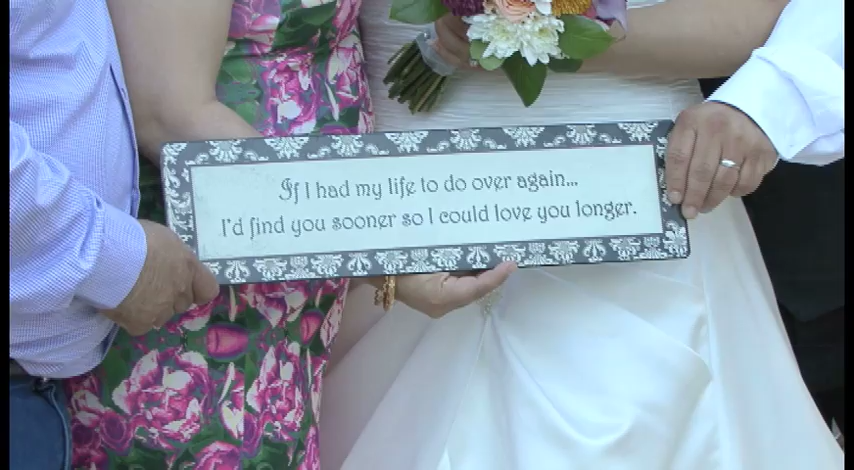 If I had my life to do over again...
I'd find you sooner so I could love you longer.